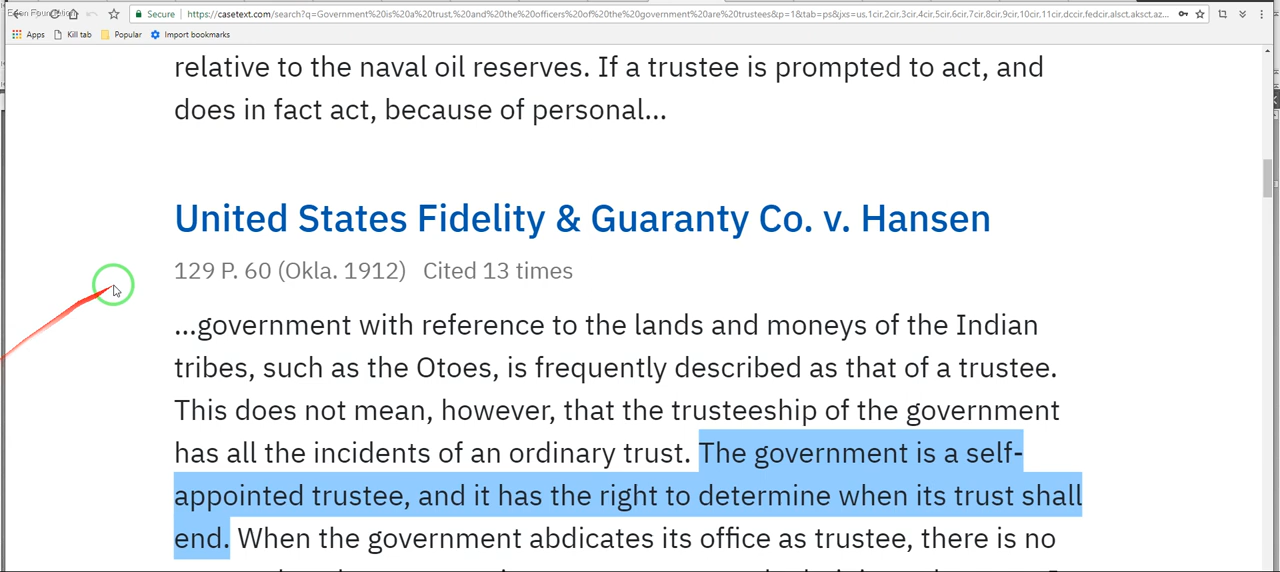 Secure https://casetext.com/search?q=Government%20is%20a%20trust,%20and%20the%20officers%20of%20the%20government%20are%20trustees&p=1&tab=ps&jxs=us,1cir,2cir,3cir,4cir,5cir,6cir,7cir,8cir,9cir,10cir,11cir,dccir,fedcir,alsct,aksct,az...
Apps Kill tab Popular Import bookmarks
relative to the naval oil reserves. If a trustee is prompted to act, and
does in fact act, because of personal...
United States Fidelity & Guaranty Co. v. Hansen
129 P. 60 (Okla. 1912) Cited 13 times
...government with reference to the lands and moneys of the Indian
tribes, such as the Otoes, is frequently described as that of a trustee.
This does not mean, however, that the trusteeship of the government
has all the incidents of an ordinary trust. The government is a self-
appointed trustee, and it has the right to determine when its trust shall
end. When the government abdicates its office as trustee, there is no